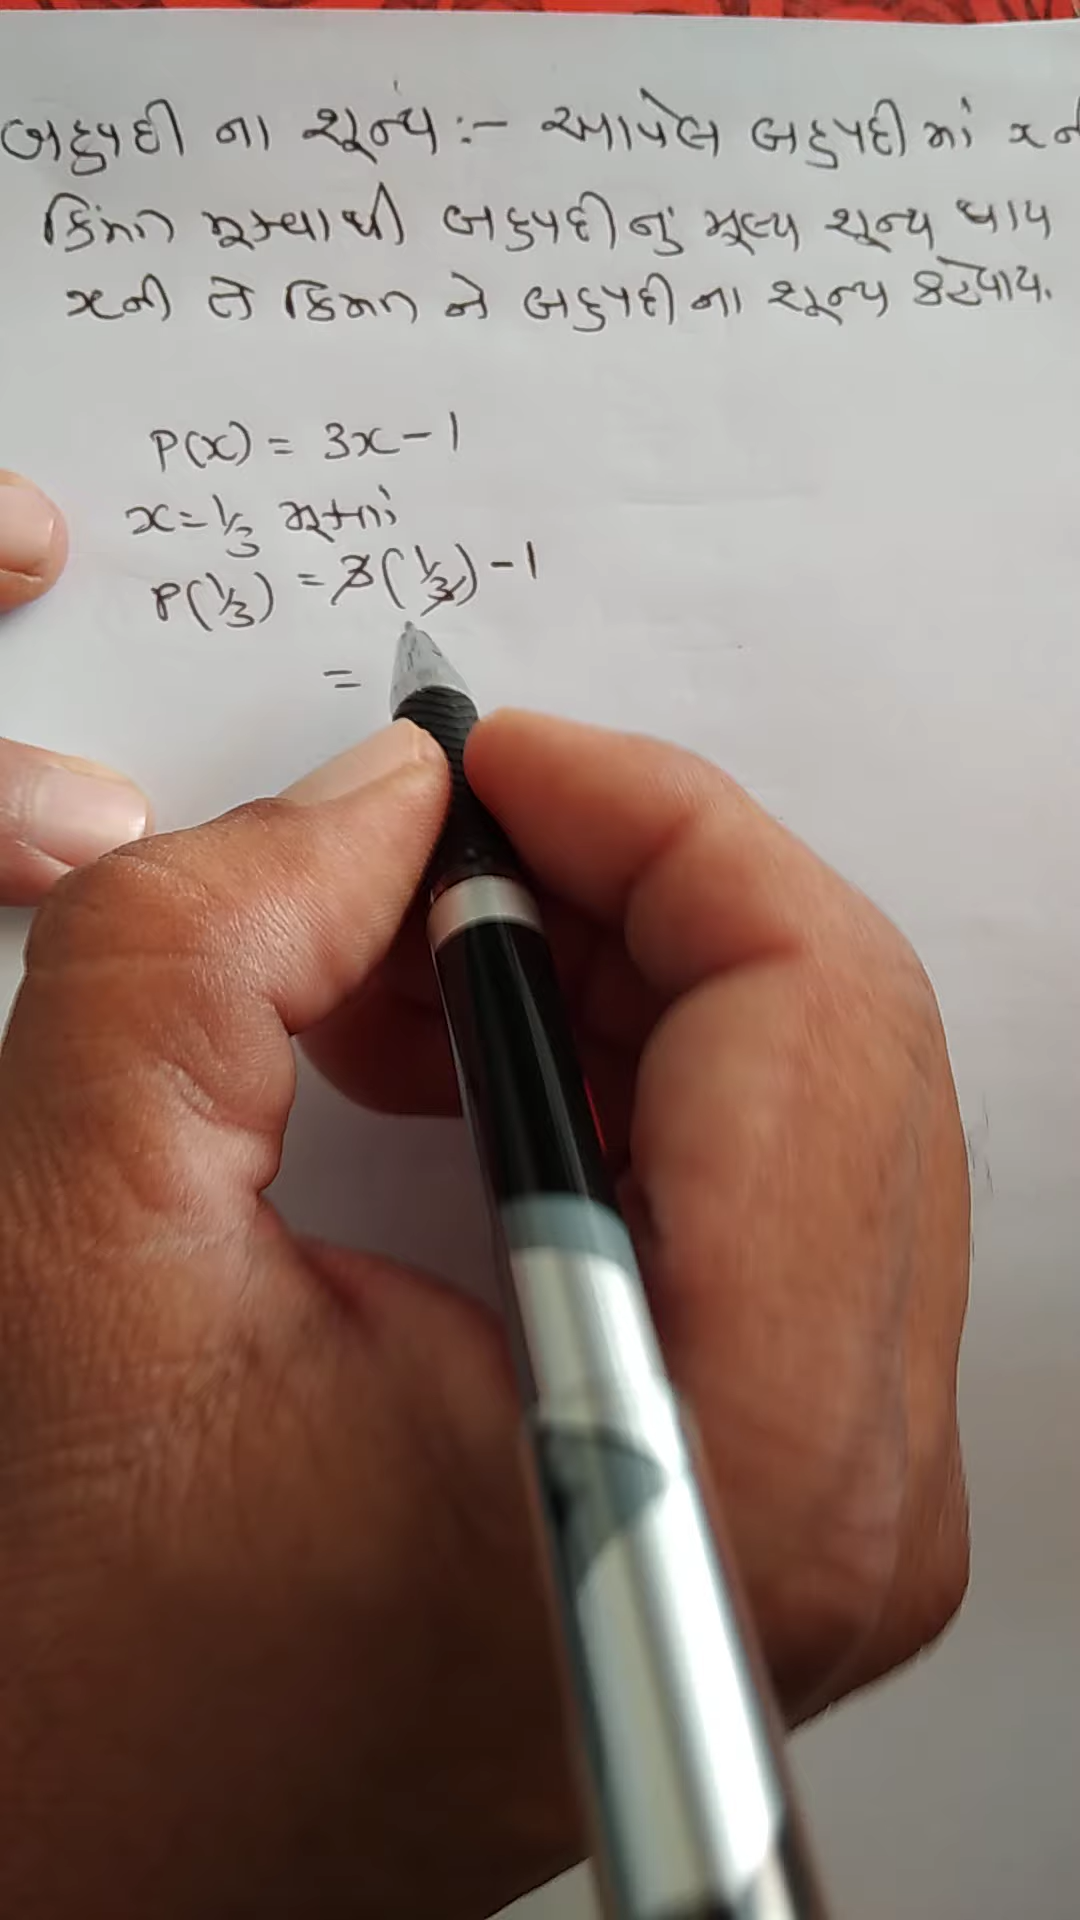 બહુપદી ના શૂન્ય :- આપેલ બહુપદી માં x ની
કિંમત મૂકવાથી બહુપદીનું મૂલ્ય શૂન્ય થાય
xની તે કિંમત ને બહુપદી ના શૂન્ય કહેવાય.
P(x) = 3x - 1
x = 1/3 મૂકતાં
P(1/3) = 3(1/3) - 1
=